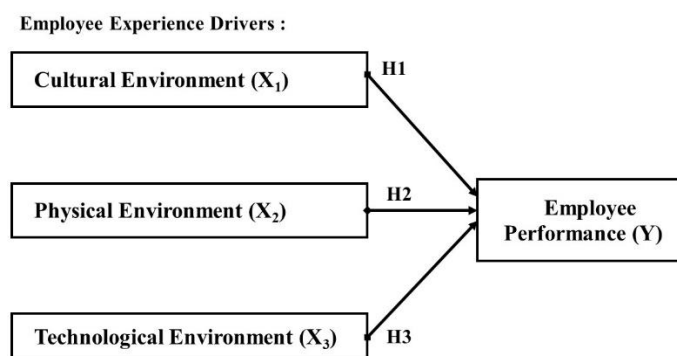 Employee Experience Drivers :
Cultural Environment (X₁)
H1
Physical Environment (X₂)
H2
Employee
Performance (Y)
Technological Environment (X₃)
H3